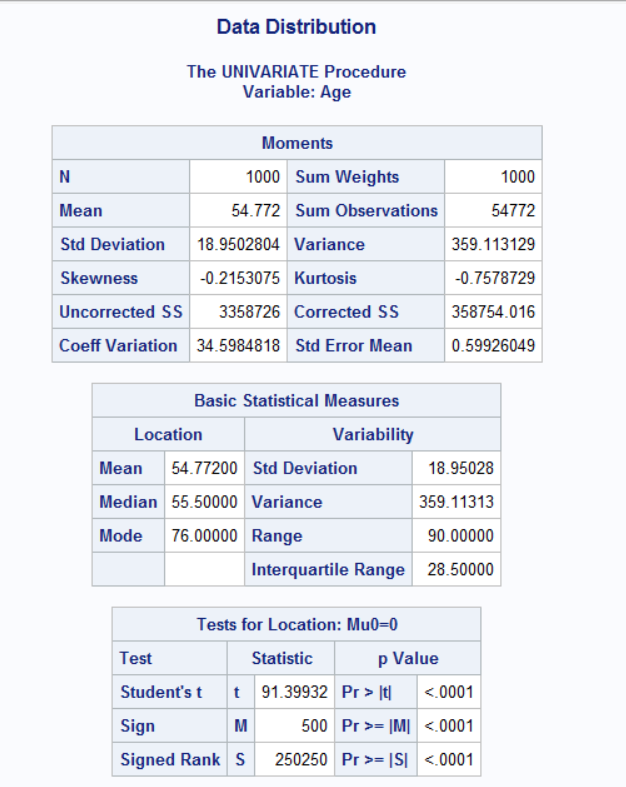 Data Distribution
The UNIVARIATE Procedure
Variable: Age
Moments
N 1000 Sum Weights 1000
Mean 54.772 Sum Observations 54772
Std Deviation 18.9502804 Variance 359.113129
Skewness -0.2153075 Kurtosis -0.7578729
Uncorrected SS 3358726 Corrected SS 358754.016
Coeff Variation 34.5984818 Std Error Mean 0.59926049
Basic Statistical Measures
Location Variability
Mean 54.77200 Std Deviation 18.95028
Median 55.50000 Variance 359.11313
Mode 76.00000 Range 90.00000
Interquartile Range 28.50000
Tests for Location: Mu0=0
Test Statistic p Value
Student's t t 91.39932 Pr > |t| <.0001
Sign M 500 Pr >= |M| <.0001
Signed Rank S 250250 Pr >= |S| <.0001